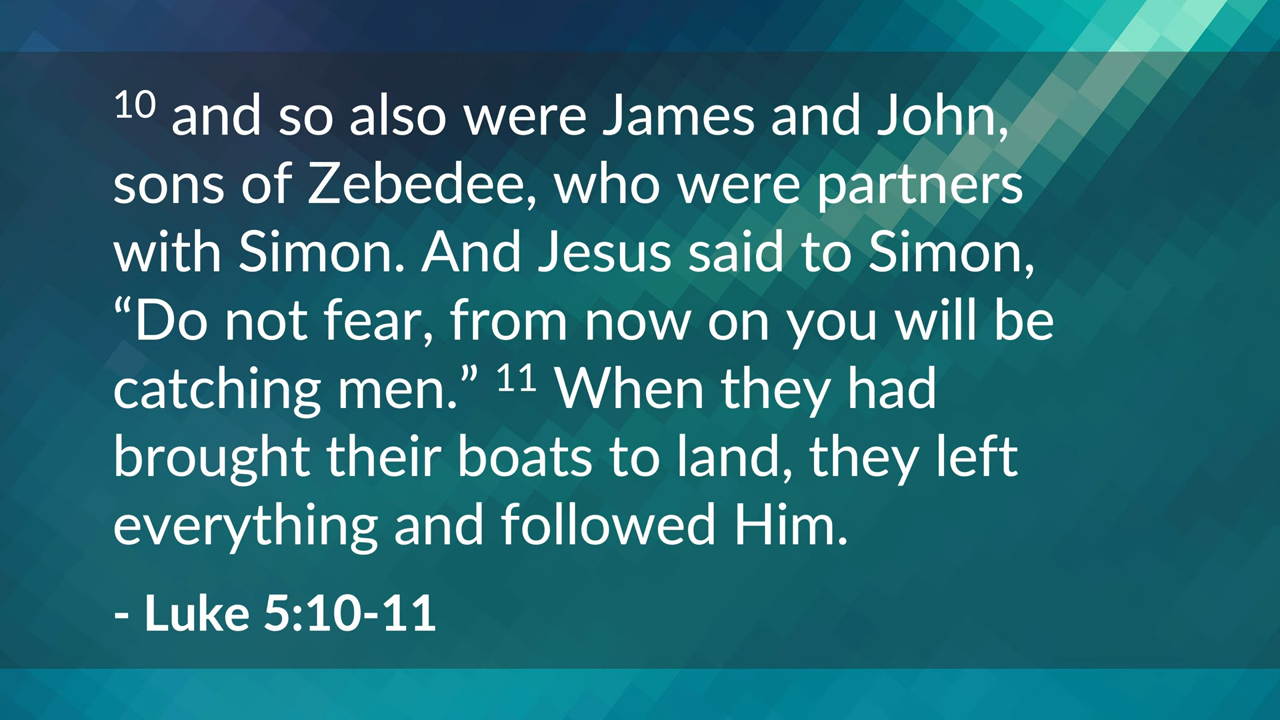 10 and so also were James and John,
sons of Zebedee, who were partners
with Simon. And Jesus said to Simon,
“Do not fear, from now on you will be
catching men.” 11 When they had
brought their boats to land, they left
everything and followed Him.
- Luke 5:10-11